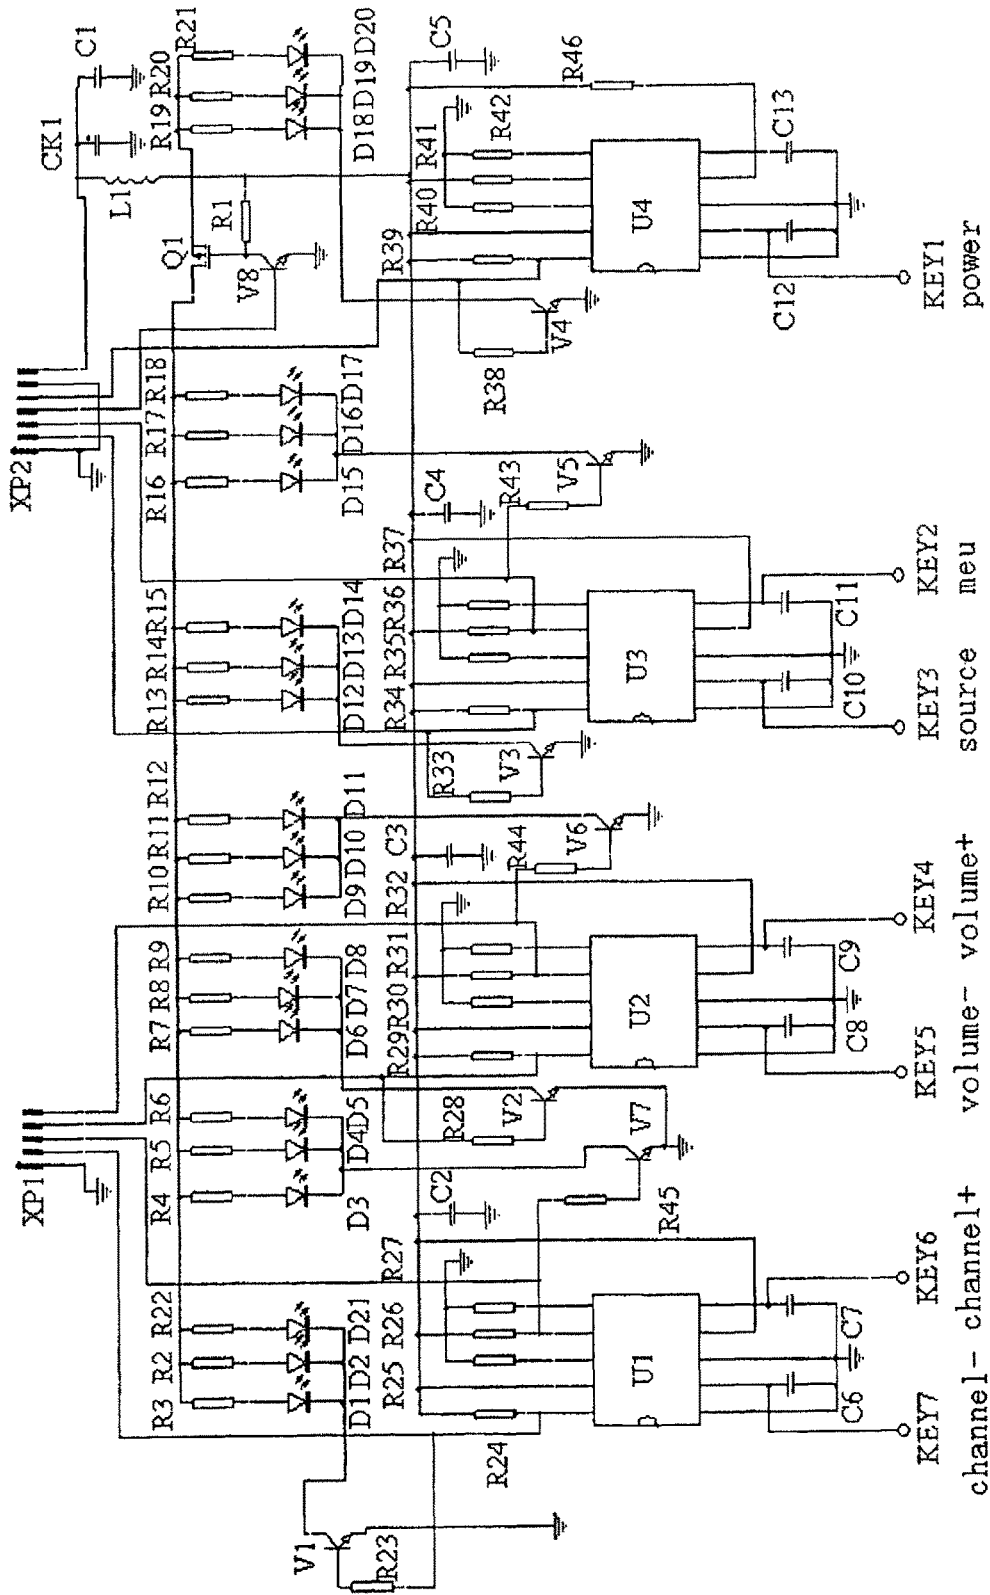 XP1
XP2
CK1
C1
L1
Q1
R1
V8
R3
R2
R22
R4
R5
R6
R7
R8
R9
R10
R11
R12
R13
R14
R15
R16
R17
R18
R19
R20
R21
D1
D2
D21
D3
D4
D5
D6
D7
D8
D9
D10
D11
D12
D13
D14
D15
D16
D17
D18
D19
D20
V1
R23
R24
R25
R26
R27
C2
R28
V2
V7
R45
R29
R30
R31
R32
C3
R44
V6
R33
V3
R34
R35
R36
R37
C4
R43
V5
R38
V4
R39
R40
R41
R42
C5
R46
U1
U2
U3
U4
C6
C7
C8
C9
C10
C11
C12
C13
KEY7
KEY6
KEY5
KEY4
KEY3
KEY2
KEY1
channel- channel+ volume- volume+ source meu power